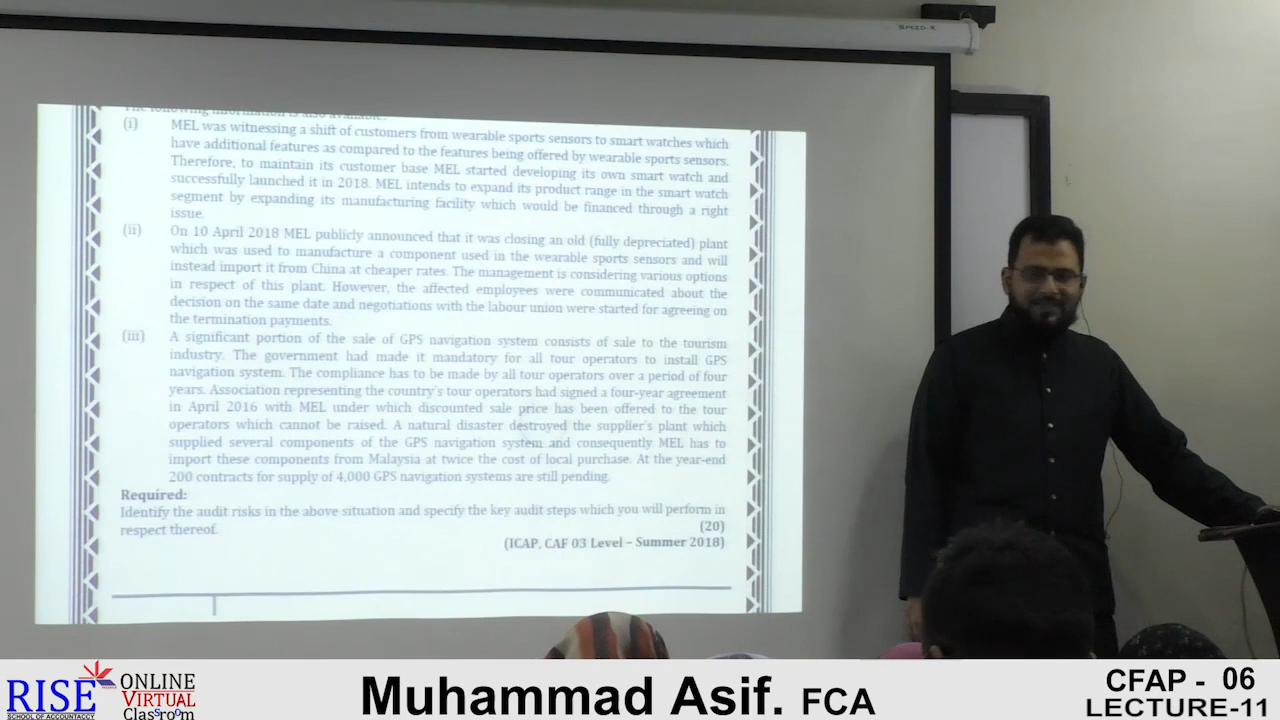 SPEED-X
The following information is also available:
(i) MEL was witnessing a shift of customers from wearable sports sensors to smart watches which
have additional features as compared to the features being offered by wearable sports sensors.
Therefore, to maintain its customer base MEL started developing its own smart watch and
successfully launched it in 2018. MEL intends to expand its product range in the smart watch
segment by expanding its manufacturing facility which would be financed through a right
issue.
(ii) On 10 April 2018 MEL publicly announced that it was closing an old (fully depreciated) plant
which was used to manufacture a component used in the wearable sports sensors and will
instead import it from China at cheaper rates. The management is considering various options
in respect of this plant. However, the affected employees were communicated about the
decision on the same date and negotiations with the labour union were started for agreeing on
the termination payments.
(iii) A significant portion of the sale of GPS navigation system consists of sale to the tourism
industry. The government had made it mandatory for all tour operators to install GPS
navigation system. The compliance has to be made by all tour operators over a period of four
years. Association representing the country's tour operators had signed a four-year agreement
in April 2016 with MEL under which discounted sale price has been offered to the tour
operators which cannot be raised. A natural disaster destroyed the supplier's plant which
supplied several components of the GPS navigation system and consequently MEL has to
import these components from Malaysia at twice the cost of local purchase. At the year-end
200 contracts for supply of 4,000 GPS navigation systems are still pending.
Required:
Identify the audit risks in the above situation and specify the key audit steps which you will perform in
respect thereof. (20)
(ICAP, CAF 03 Level – Summer 2018)
RISE
SCHOOL OF ACCOUNTACCY
ONLINE
VIRTUAL
ClassroOm
Muhammad Asif. FCA
CFAP - 06
LECTURE-11